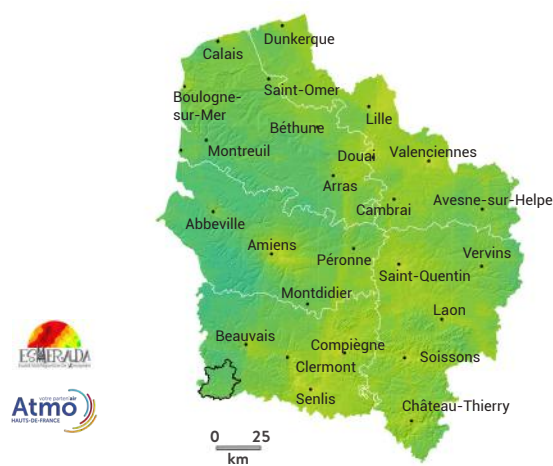 Dunkerque
Calais
Saint-Omer
Boulogne-
sur-Mer
Lille
Béthune
Montreuil
Douai
Valenciennes
Arras
Cambrai
Avesne-sur-Helpe
Abbeville
Amiens
Péronne
Vervins
Saint-Quentin
Montdidier
Laon
Beauvais
Compiègne
Soissons
Clermont
Senlis
Château-Thierry
ESMERALDA
votre partenair
Atmo
HAUTS-DE-FRANCE
0 25
km